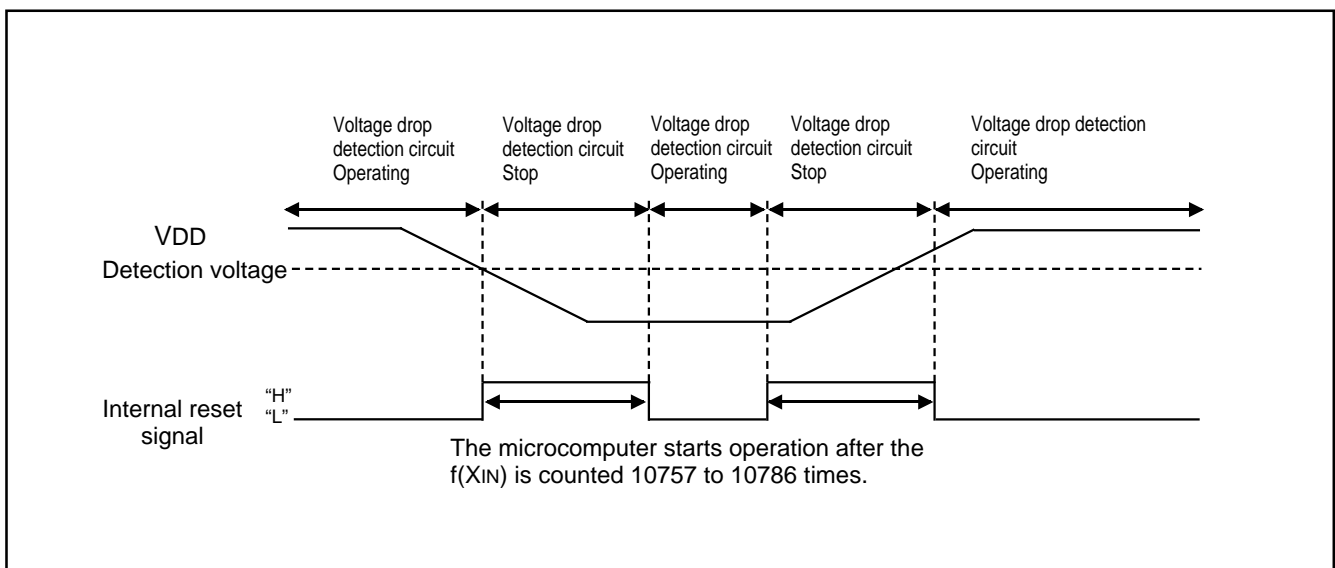 Voltage drop
detection circuit
Operating
Voltage drop
detection circuit
Stop
Voltage drop
detection circuit
Operating
Voltage drop
detection circuit
Stop
Voltage drop detection
circuit
Operating
VDD
Detection voltage
Internal reset
signal
“H”
“L”
The microcomputer starts operation after the
f(XIN) is counted 10757 to 10786 times.